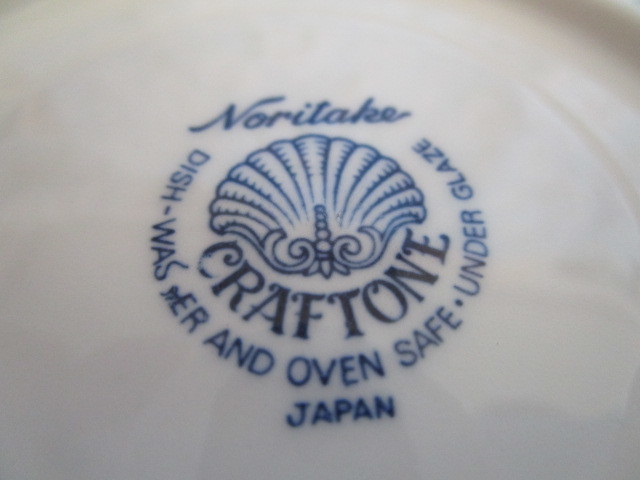 Noritake
CRAFTONE
DISH-WASHER AND OVEN SAFE • UNDER GLAZE
JAPAN